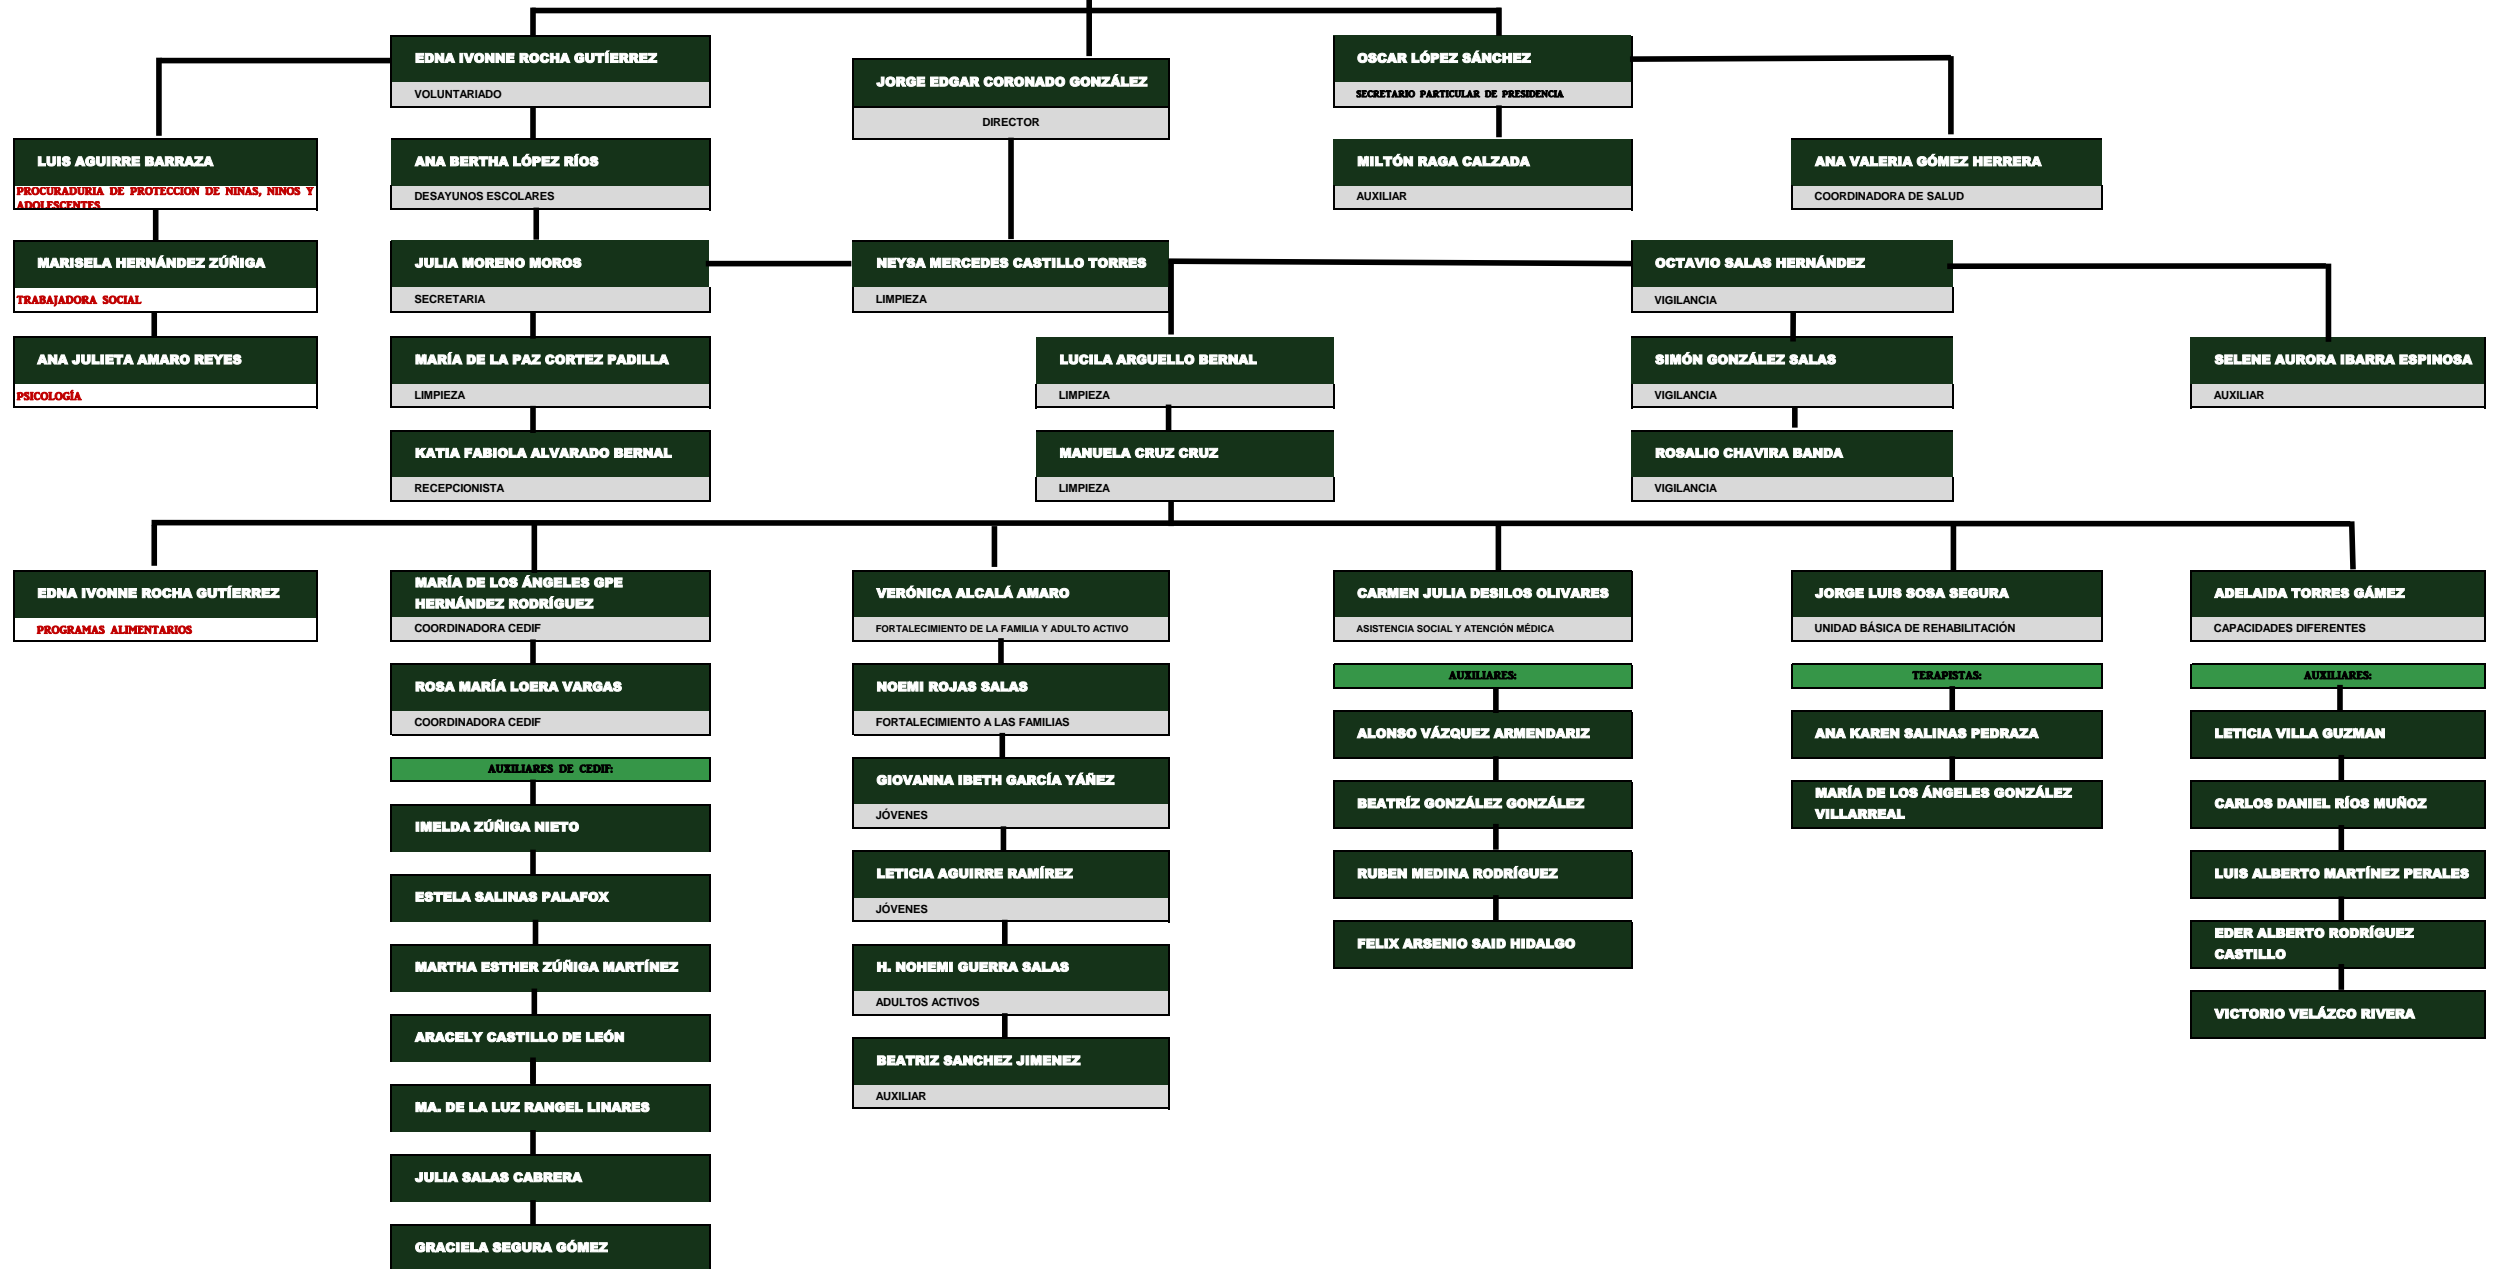 EDNA IVONNE ROCHA GUTÍERREZ
VOLUNTARIADO
JORGE EDGAR CORONADO GONZÁLEZ
DIRECTOR
OSCAR LÓPEZ SÁNCHEZ
SECRETARIO PARTICULAR DE PRESIDENCIA
LUIS AGUIRRE BARRAZA
PROCURADURIA DE PROTECCION DE NINAS, NINOS Y
ADOLESCENTES
ANA BERTHA LÓPEZ RÍOS
DESAYUNOS ESCOLARES
MILTÓN RAGA CALZADA
AUXILIAR
ANA VALERIA GÓMEZ HERRERA
COORDINADORA DE SALUD
MARISELA HERNÁNDEZ ZÚÑIGA
TRABAJADORA SOCIAL
JULIA MORENO MOROS
SECRETARIA
NEYSA MERCEDES CASTILLO TORRES
LIMPIEZA
OCTAVIO SALAS HERNÁNDEZ
VIGILANCIA
ANA JULIETA AMARO REYES
PSICOLOGÍA
MARÍA DE LA PAZ CORTEZ PADILLA
LIMPIEZA
LUCILA ARGUELLO BERNAL
LIMPIEZA
SIMÓN GONZÁLEZ SALAS
VIGILANCIA
SELENE AURORA IBARRA ESPINOSA
AUXILIAR
KATIA FABIOLA ALVARADO BERNAL
RECEPCIONISTA
MANUELA CRUZ CRUZ
LIMPIEZA
ROSALIO CHAVIRA BANDA
VIGILANCIA
EDNA IVONNE ROCHA GUTÍERREZ
PROGRAMAS ALIMENTARIOS
MARÍA DE LOS ÁNGELES GPE
HERNÁNDEZ RODRÍGUEZ
COORDINADORA CEDIF
ROSA MARÍA LOERA VARGAS
COORDINADORA CEDIF
AUXILIARES DE CEDIF:
IMELDA ZÚÑIGA NIETO
ESTELA SALINAS PALAFOX
MARTHA ESTHER ZÚÑIGA MARTÍNEZ
ARACELY CASTILLO DE LEÓN
MA. DE LA LUZ RANGEL LINARES
JULIA SALAS CABRERA
GRACIELA SEGURA GÓMEZ
VERÓNICA ALCALÁ AMARO
FORTALECIMIENTO DE LA FAMILIA Y ADULTO ACTIVO
NOEMI ROJAS SALAS
FORTALECIMIENTO A LAS FAMILIAS
GIOVANNA IBETH GARCÍA YÁÑEZ
JÓVENES
LETICIA AGUIRRE RAMÍREZ
JÓVENES
H. NOHEMI GUERRA SALAS
ADULTOS ACTIVOS
BEATRIZ SANCHEZ JIMENEZ
AUXILIAR
CARMEN JULIA DESILOS OLIVARES
ASISTENCIA SOCIAL Y ATENCIÓN MÉDICA
AUXILIARES:
ALONSO VÁZQUEZ ARMENDARIZ
BEATRÍZ GONZÁLEZ GONZÁLEZ
RUBEN MEDINA RODRÍGUEZ
FELIX ARSENIO SAID HIDALGO
JORGE LUIS SOSA SEGURA
UNIDAD BÁSICA DE REHABILITACIÓN
TERAPISTAS:
ANA KAREN SALINAS PEDRAZA
MARÍA DE LOS ÁNGELES GONZÁLEZ
VILLARREAL
ADELAIDA TORRES GÁMEZ
CAPACIDADES DIFERENTES
AUXILIARES:
LETICIA VILLA GUZMAN
CARLOS DANIEL RÍOS MUÑOZ
LUIS ALBERTO MARTÍNEZ PERALES
EDER ALBERTO RODRÍGUEZ
CASTILLO
VICTORIO VELÁZCO RIVERA